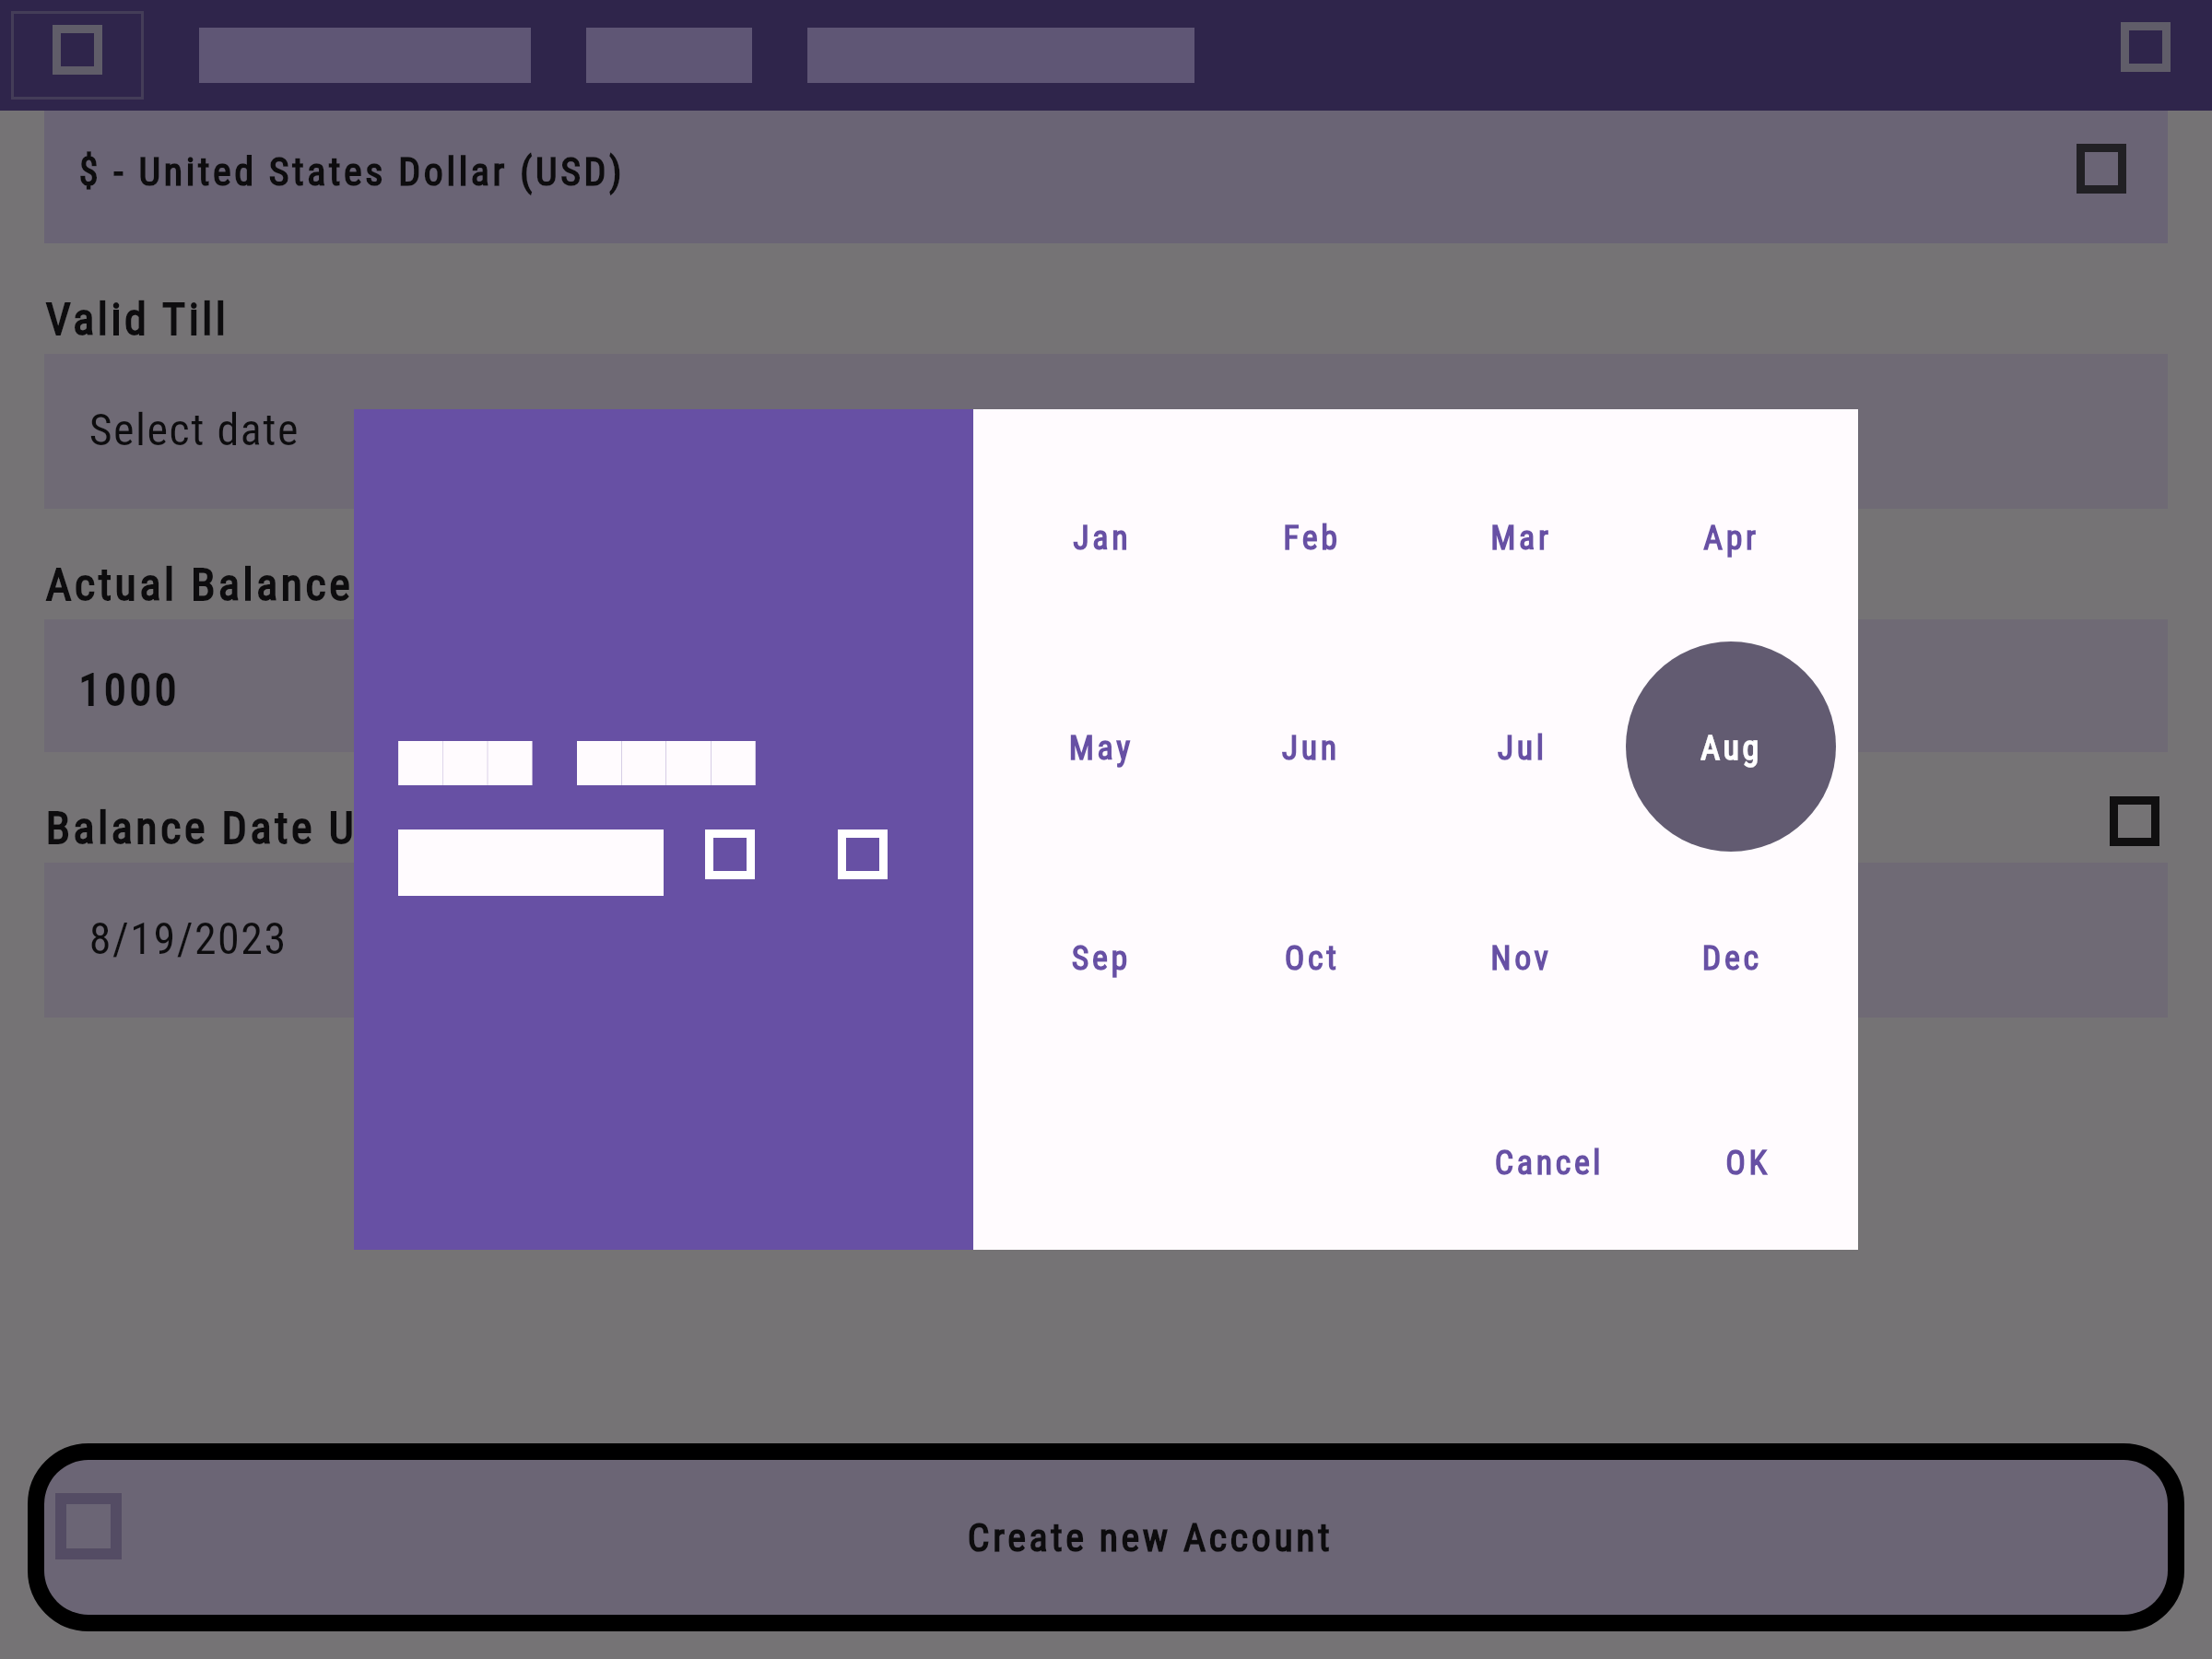 $ - United States Dollar (USD)
Valid Till
Select date
Actual Balance
1000
Balance Date U
8/19/2023
Jan Feb Mar Apr
May Jun Jul Aug
Sep Oct Nov Dec
Cancel OK
Create new Account